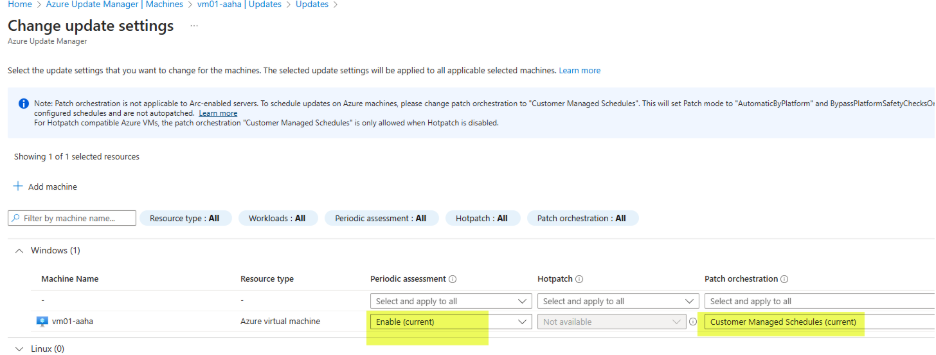 Home > Azure Update Manager | Machines > vm01-aaha | Updates > Updates >
Change update settings ...
Azure Update Manager
Select the update settings that you want to change for the machines. The selected update settings will be applied to all applicable selected machines. Learn more
Note: Patch orchestration is not applicable to Arc-enabled servers. To schedule updates on Azure machines, please change patch orchestration to "Customer Managed Schedules". This will set Patch mode to "AutomaticByPlatform" and BypassPlatformSafetyChecksOn
configured schedules and are not autopatched. Learn more
For Hotpatch compatible Azure VMs, the patch orchestration "Customer Managed Schedules" is only allowed when Hotpatch is disabled.
Showing 1 of 1 selected resources
+ Add machine
Filter by machine name... Resource type : All Workloads : All Periodic assessment : All Hotpatch : All Patch orchestration : All
Windows (1)
Machine Name Resource type Periodic assessment Hotpatch Patch orchestration
- - Select and apply to all Select and apply to all Select and apply to all
vm01-aaha Azure virtual machine Enable (current) Not available Customer Managed Schedules (current)
Linux (0)